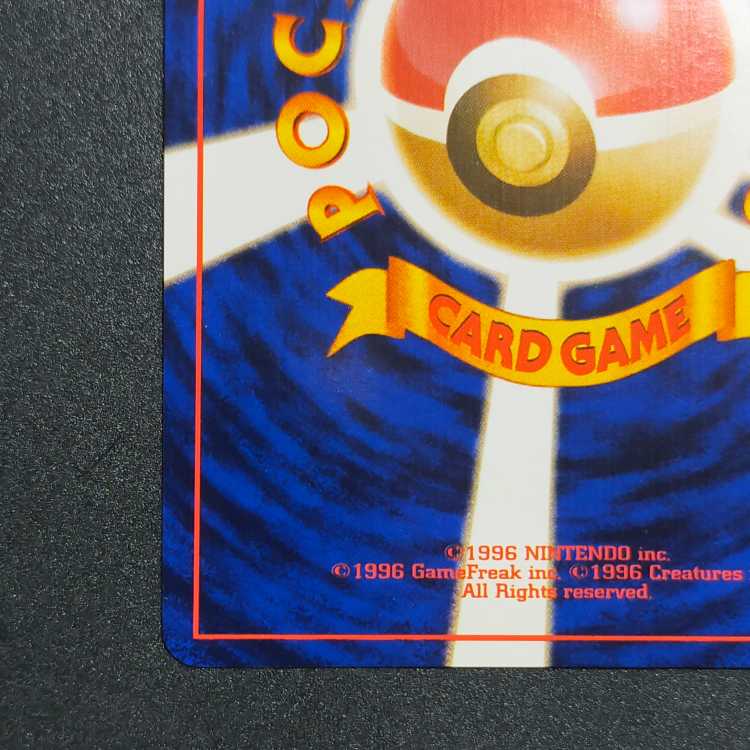 POC
CARD GAME
©1996 NINTENDO inc.
©1996 GameFreak inc. ©1996 Creatures
All Rights reserved.